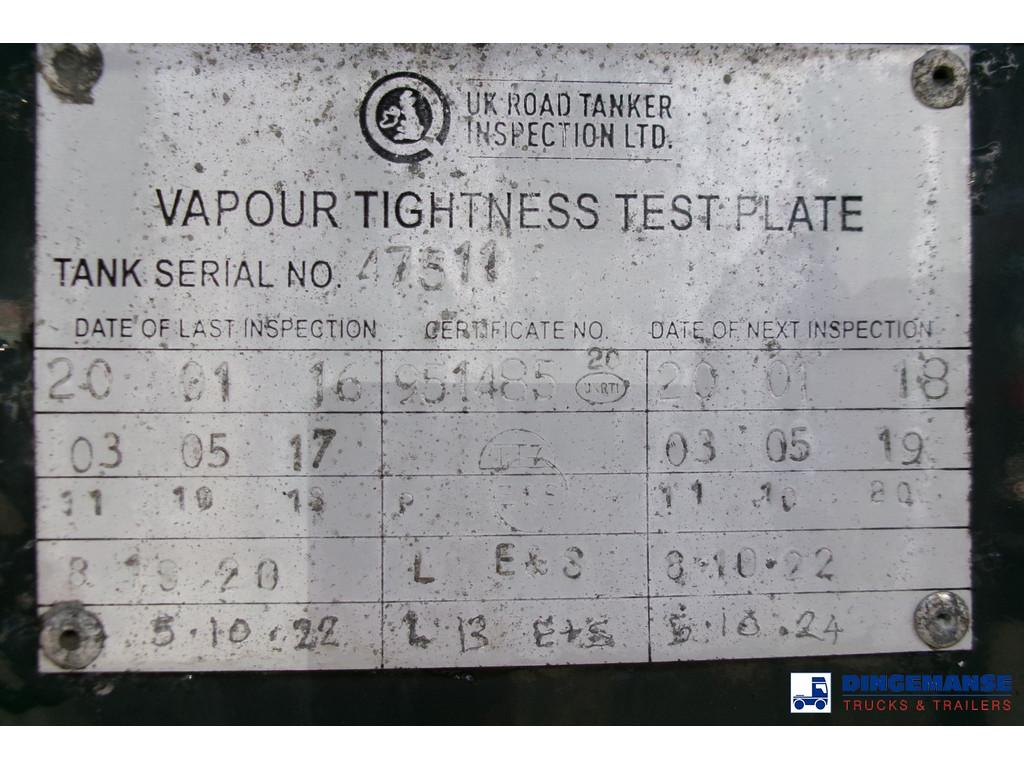 UK ROAD TANKER
INSPECTION LTD.
VAPOUR TIGHTNESS TEST PLATE
TANK SERIAL NO. 47511
DATE OF LAST INSPECTION CERTIFICATE NO. DATE OF NEXT INSPECTION
20 01 16 951485 20 UKRTI 20 01 18
03 05 17 03 05 19
11 10 18 P 11 10 20
8 10 20 L E+S 8·10·22
5·10·22 L B E+S 5·10·24
DINGEMANSE
TRUCKS & TRAILERS